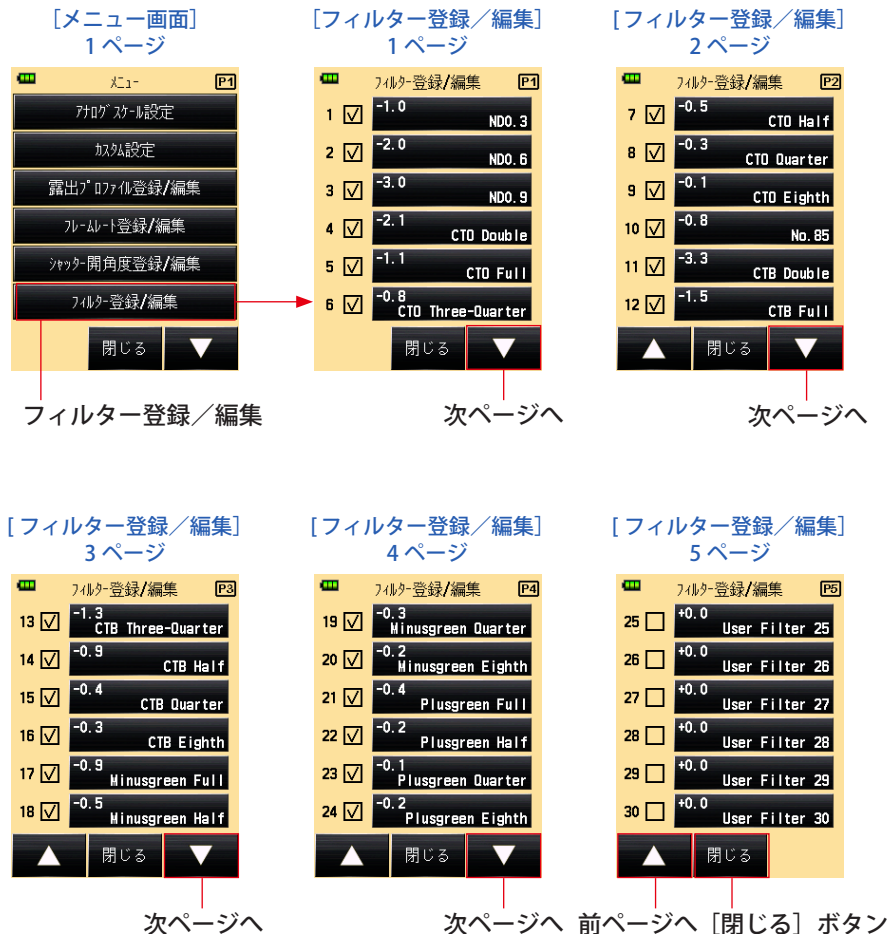 ［メニュー画面］
1 ページ
ﾒﾆｭｰ P1
ｱﾅﾛｸﾞｽｹｰﾙ設定
ｶｽﾀﾑ設定
露出ﾌﾟﾛﾌｧｲﾙ登録/編集
ﾌﾚｰﾑﾚｰﾄ登録/編集
ｼｬｯﾀｰ開角度登録/編集
ﾌｨﾙﾀｰ登録/編集
閉じる ▼
フィルター登録／編集
［フィルター登録／編集］
1 ページ
ﾌｨﾙﾀｰ登録/編集 P1
1 -1.0 ND0.3
2 -2.0 ND0.6
3 -3.0 ND0.9
4 -2.1 CTO Double
5 -1.1 CTO Full
6 -0.8 CTO Three-Quarter
閉じる ▼
次ページへ
［フィルター登録／編集］
2 ページ
ﾌｨﾙﾀｰ登録/編集 P2
7 -0.5 CTO Half
8 -0.3 CTO Quarter
9 -0.1 CTO Eighth
10 -0.8 No.85
11 -3.3 CTB Double
12 -1.5 CTB Full
▲ 閉じる ▼
次ページへ
［フィルター登録／編集］
3 ページ
ﾌｨﾙﾀｰ登録/編集 P3
13 -1.3 CTB Three-Quarter
14 -0.9 CTB Half
15 -0.4 CTB Quarter
16 -0.3 CTB Eighth
17 -0.9 Minusgreen Full
18 -0.5 Minusgreen Half
▲ 閉じる ▼
次ページへ
［フィルター登録／編集］
4 ページ
ﾌｨﾙﾀｰ登録/編集 P4
19 -0.3 Minusgreen Quarter
20 -0.2 Minusgreen Eighth
21 -0.4 Plusgreen Full
22 -0.2 Plusgreen Half
23 -0.1 Plusgreen Quarter
24 -0.2 Plusgreen Eighth
▲ 閉じる ▼
次ページへ
［フィルター登録／編集］
5 ページ
ﾌｨﾙﾀｰ登録/編集 P5
25 +0.0 User Filter 25
26 +0.0 User Filter 26
27 +0.0 User Filter 27
28 +0.0 User Filter 28
29 +0.0 User Filter 29
30 +0.0 User Filter 30
▲ 閉じる
前ページへ ［閉じる］ボタン